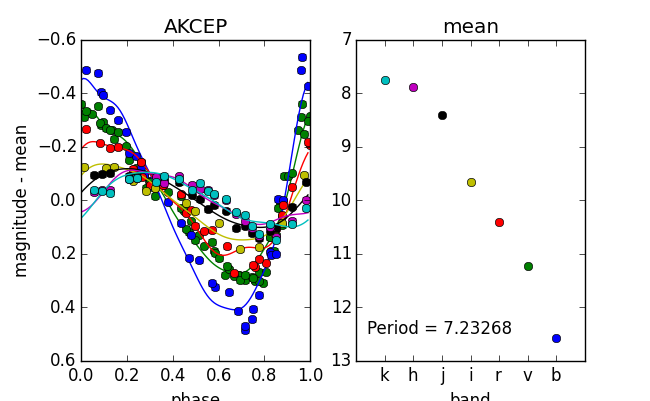 AKCEP
mean
magnitude - mean
−0.6
−0.4
−0.2
0.0
0.2
0.4
0.6
0.0 0.2 0.4 0.6 0.8 1.0
phase
7
8
9
10
11
12
13
Period = 7.23268
k h j i r v b
band